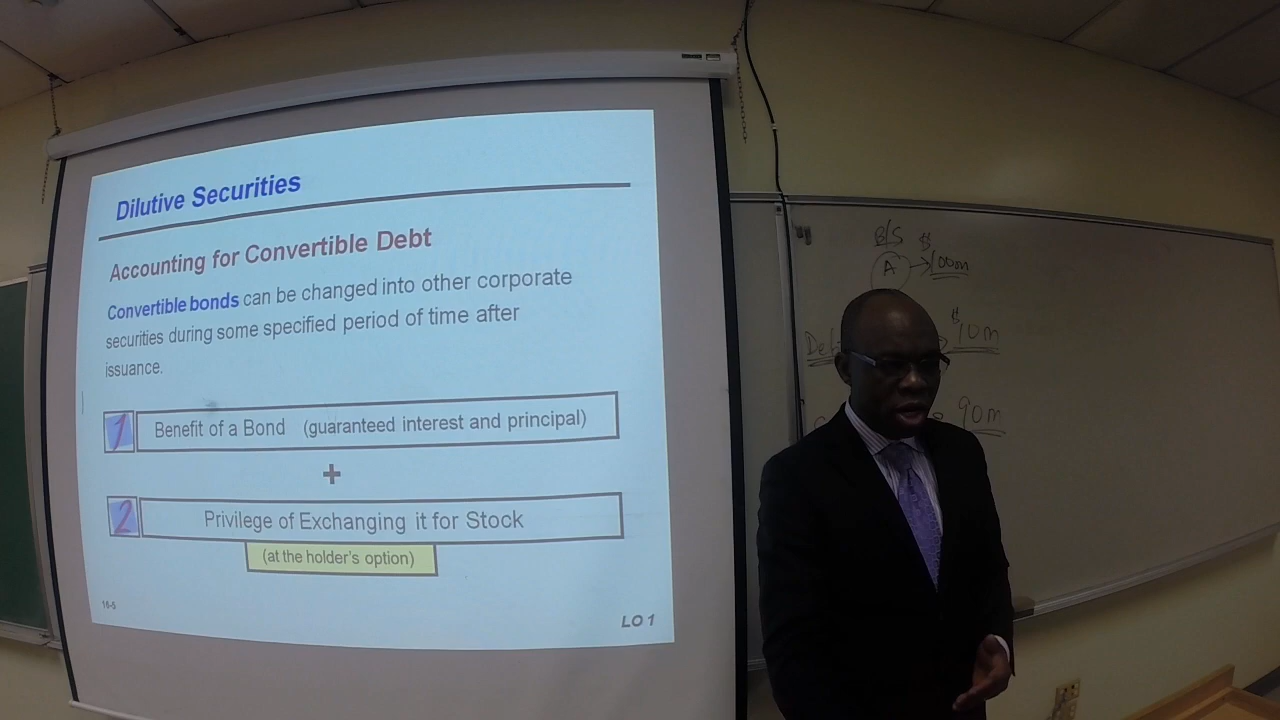 Dilutive Securities
Accounting for Convertible Debt
Convertible bonds can be changed into other corporate
securities during some specified period of time after
issuance.
1 Benefit of a Bond (guaranteed interest and principal)
+
2 Privilege of Exchanging it for Stock
(at the holder's option)
16-5
LO 1
B/S $
A → 100m
$10m
90m